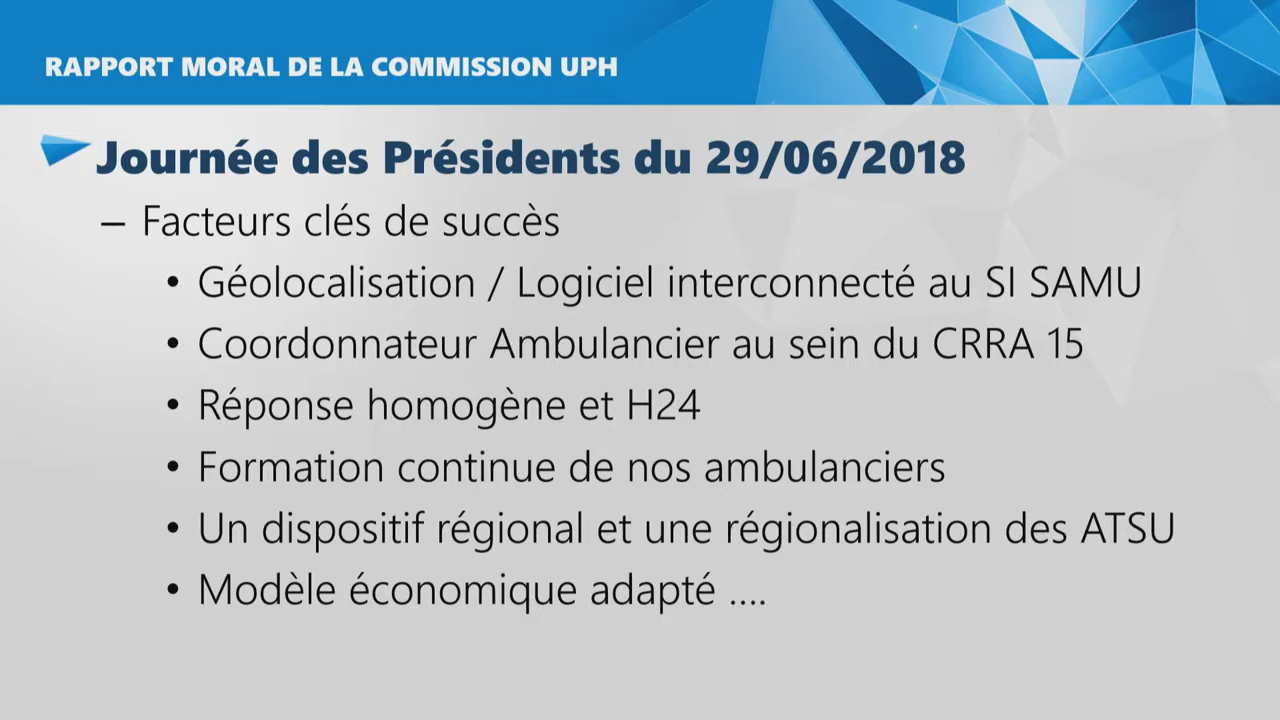 RAPPORT MORAL DE LA COMMISSION UPH
Journée des Présidents du 29/06/2018
– Facteurs clés de succès
• Géolocalisation / Logiciel interconnecté au SI SAMU
• Coordonnateur Ambulancier au sein du CRRA 15
• Réponse homogène et H24
• Formation continue de nos ambulanciers
• Un dispositif régional et une régionalisation des ATSU
• Modèle économique adapté ....